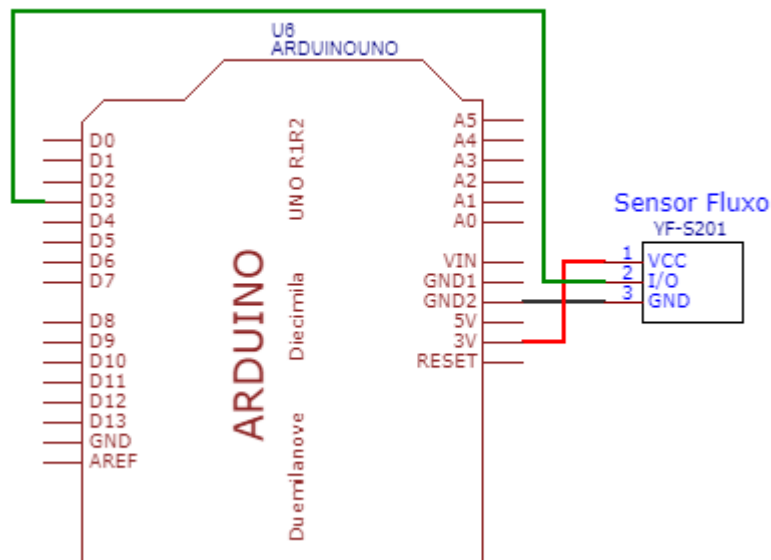 U6
ARDUINOUNO
D0
D1
D2
D3
D4
D5
D6
D7
D8
D9
D10
D11
D12
D13
GND
AREF
UNO R1R2
Diecimila
Duemilanove
ARDUINO
A5
A4
A3
A2
A1
A0
VIN
GND1
GND2
5V
3V
RESET
Sensor Fluxo
YF-S201
1 VCC
2 I/O
3 GND